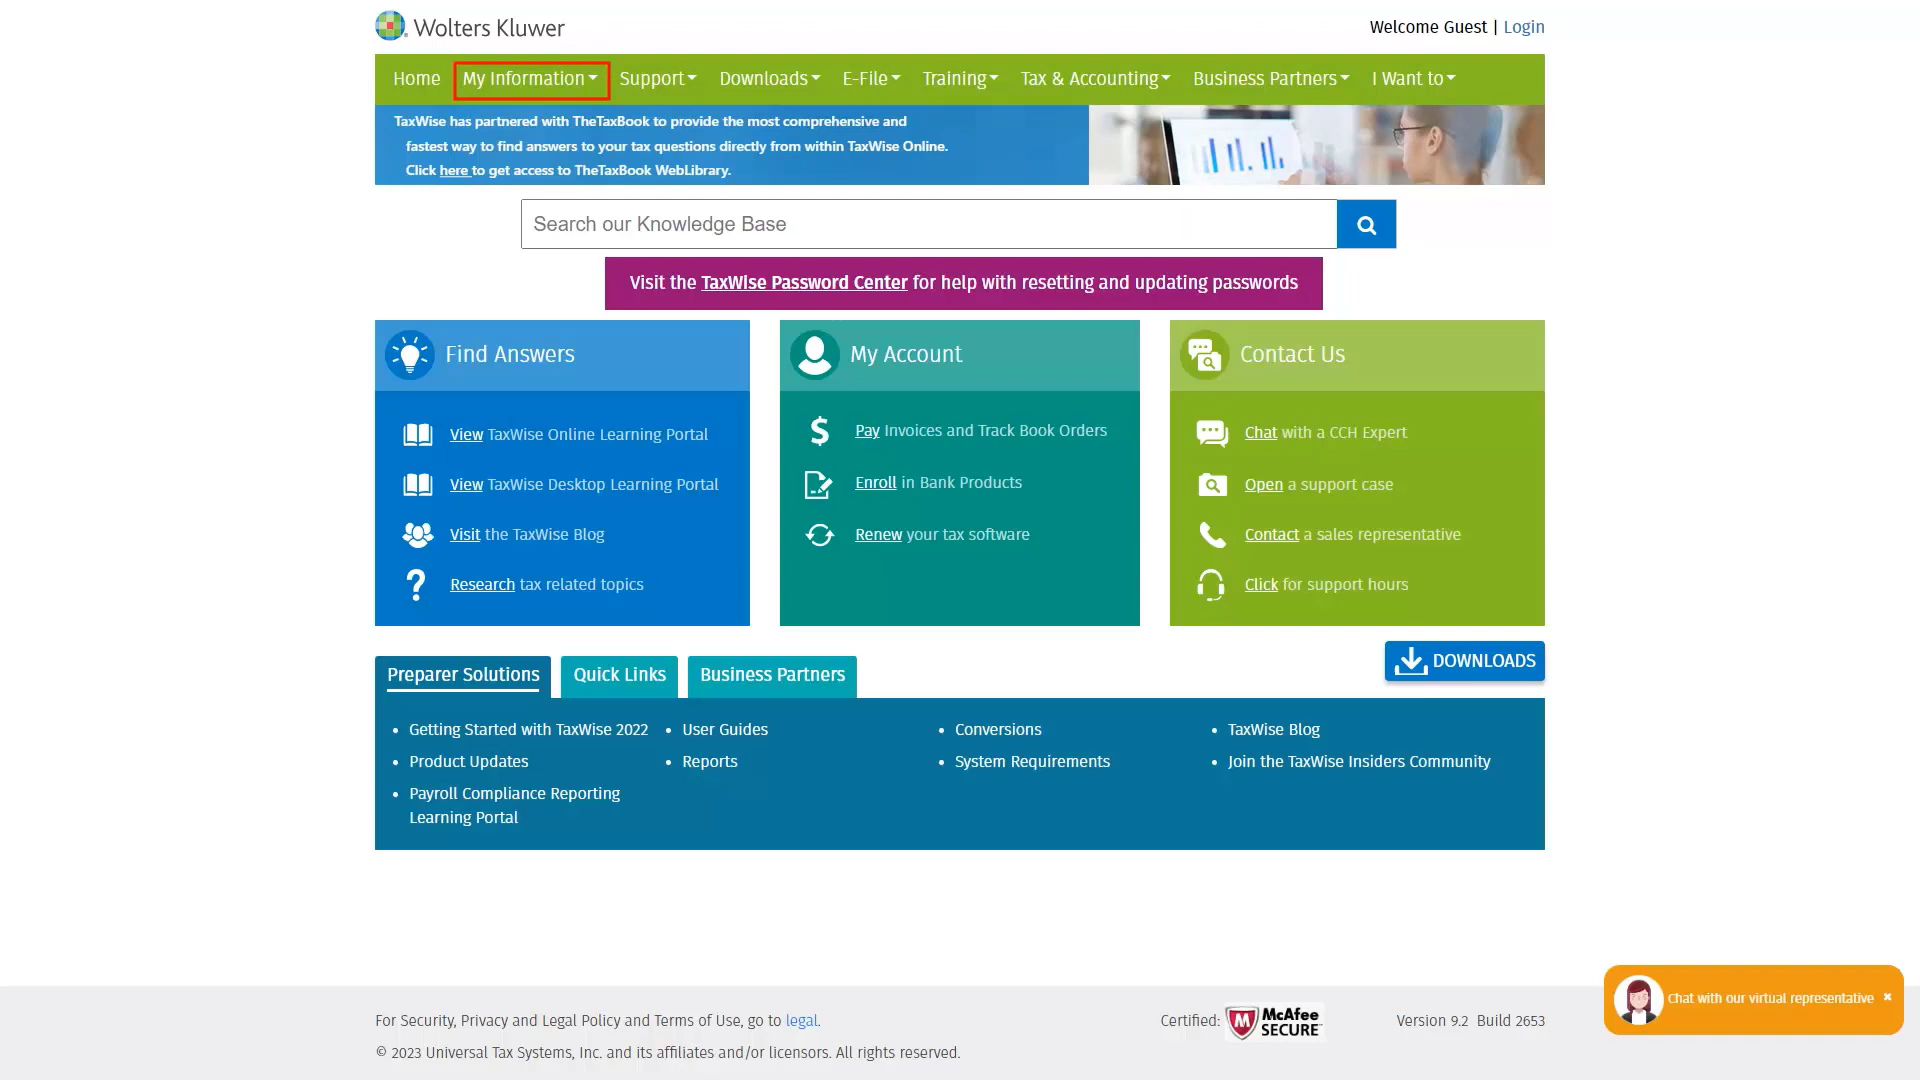 Wolters Kluwer
Welcome Guest | Login
Home My Information Support Downloads E-File Training Tax & Accounting Business Partners I Want to
TaxWise has partnered with TheTaxBook to provide the most comprehensive and
fastest way to find answers to your tax questions directly from within TaxWise Online.
Click here to get access to TheTaxBook WebLibrary.
Search our Knowledge Base
Visit the TaxWise Password Center for help with resetting and updating passwords
Find Answers
View TaxWise Online Learning Portal
View TaxWise Desktop Learning Portal
Visit the TaxWise Blog
Research tax related topics
My Account
Pay Invoices and Track Book Orders
Enroll in Bank Products
Renew your tax software
Contact Us
Chat with a CCH Expert
Open a support case
Contact a sales representative
Click for support hours
DOWNLOADS
Preparer Solutions Quick Links Business Partners
Getting Started with TaxWise 2022
Product Updates
Payroll Compliance Reporting
Learning Portal
User Guides
Reports
Conversions
System Requirements
TaxWise Blog
Join the TaxWise Insiders Community
Chat with our virtual representative
For Security, Privacy and Legal Policy and Terms of Use, go to legal.
Certified: McAfee SECURE
Version 9.2 Build 2653
© 2023 Universal Tax Systems, Inc. and its affiliates and/or licensors. All rights reserved.